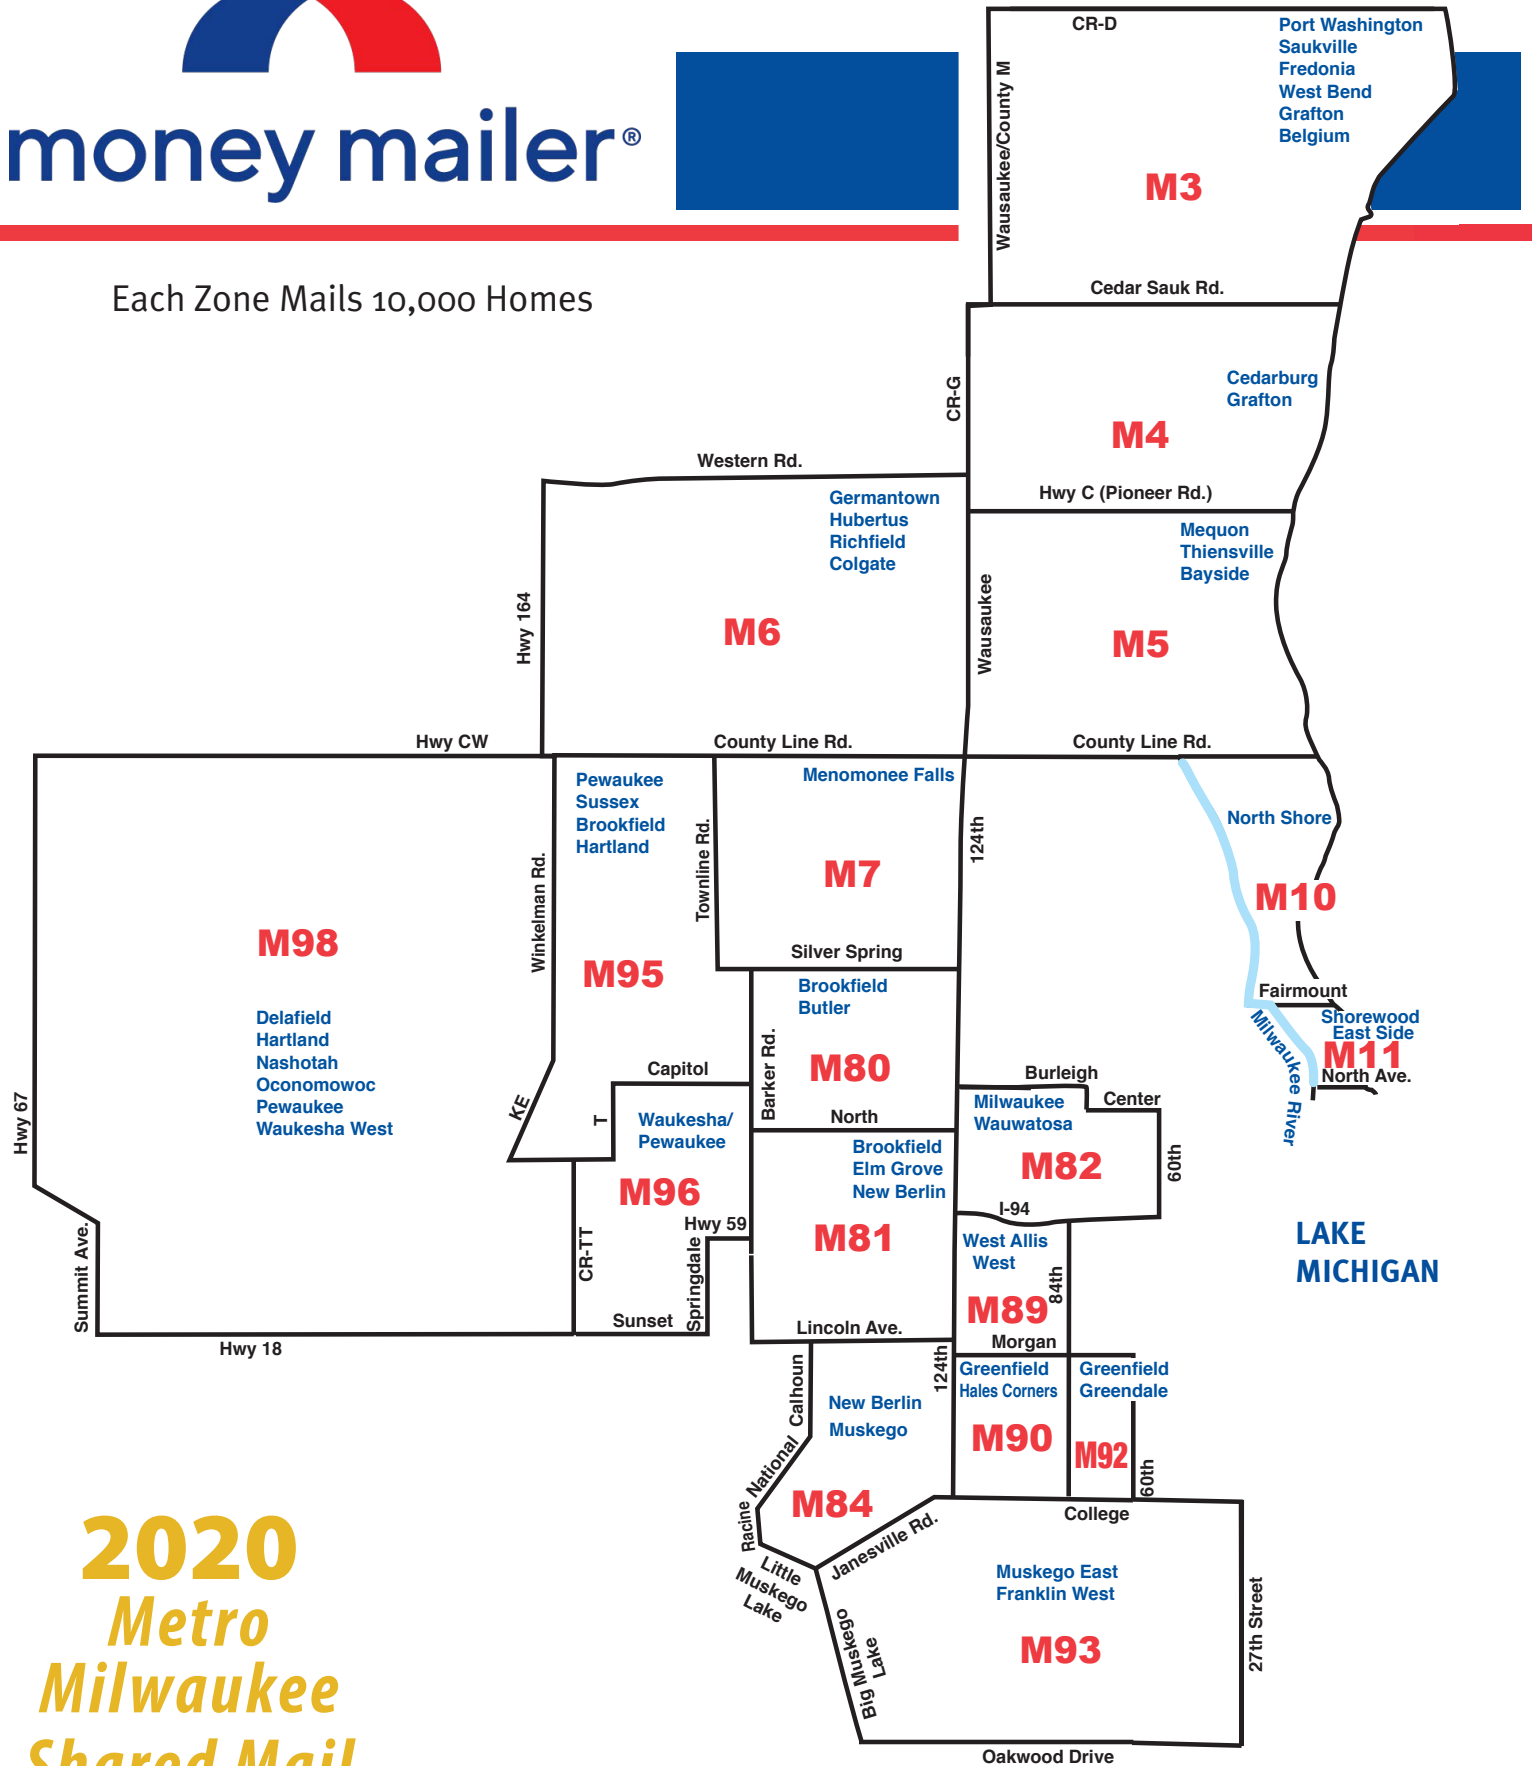 money mailer®
Each Zone Mails 10,000 Homes
CR-D
Port Washington
Saukville
Fredonia
West Bend
Grafton
Belgium
Wausaukee/County M
M3
Cedar Sauk Rd.
CR-G
Cedarburg
Grafton
M4
Western Rd.
Hwy C (Pioneer Rd.)
Germantown
Hubertus
Richfield
Colgate
Hwy 164
M6
Wausaukee
Mequon
Thiensville
Bayside
M5
Hwy CW
County Line Rd.
County Line Rd.
Pewaukee
Sussex
Brookfield
Hartland
Winkelman Rd.
M95
Townline Rd.
Menomonee Falls
M7
124th
Silver Spring
North Shore
M10
Fairmount
Shorewood
East Side
M11
North Ave.
Milwaukee River
M98
Delafield
Hartland
Nashotah
Oconomowoc
Pewaukee
Waukesha West
Hwy 67
Summit Ave.
Hwy 18
KE
Brookfield
Butler
M80
Barker Rd.
Capitol
T
Waukesha/
Pewaukee
M96
Hwy 59
CR-TT
Springdale
Sunset
North
Brookfield
Elm Grove
New Berlin
M81
Lincoln Ave.
Burleigh
Center
Milwaukee
Wauwatosa
M82
60th
I-94
West Allis
West
M89
84th
Morgan
LAKE
MICHIGAN
124th
Greenfield
Hales Corners
M90
Greenfield
Greendale
M92
60th
Calhoun
New Berlin
Muskego
National
Racine
M84
Janesville Rd.
College
Little
Muskego
Lake
Big Muskego
Lake
Muskego East
Franklin West
M93
27th Street
Oakwood Drive
2020
Metro
Milwaukee
Shared Mail